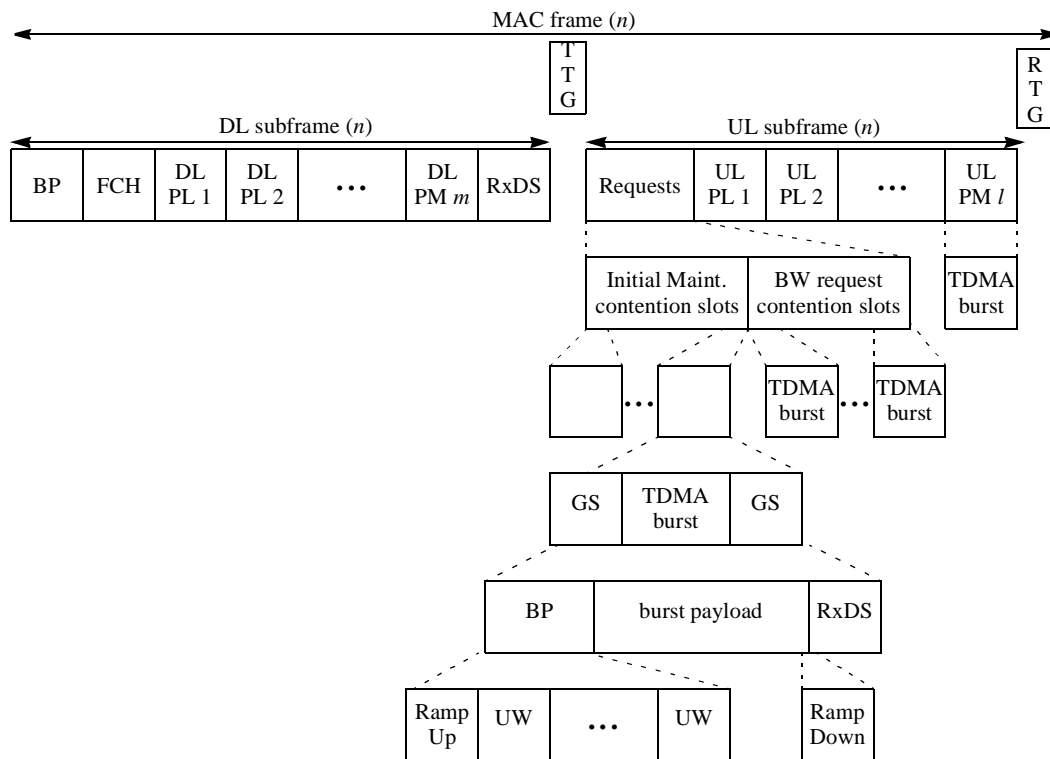 MAC frame (n)
T
T
G
R
T
G
DL subframe (n)
UL subframe (n)
BP
FCH
DL
PL 1
DL
PL 2
•••
DL
PM m
RxDS
Requests
UL
PL 1
UL
PL 2
•••
UL
PM l
Initial Maint.
contention slots
BW request
contention slots
TDMA
burst
•••
TDMA
burst
•••
TDMA
burst
GS
TDMA
burst
GS
BP
burst payload
RxDS
Ramp
Up
UW
•••
UW
Ramp
Down